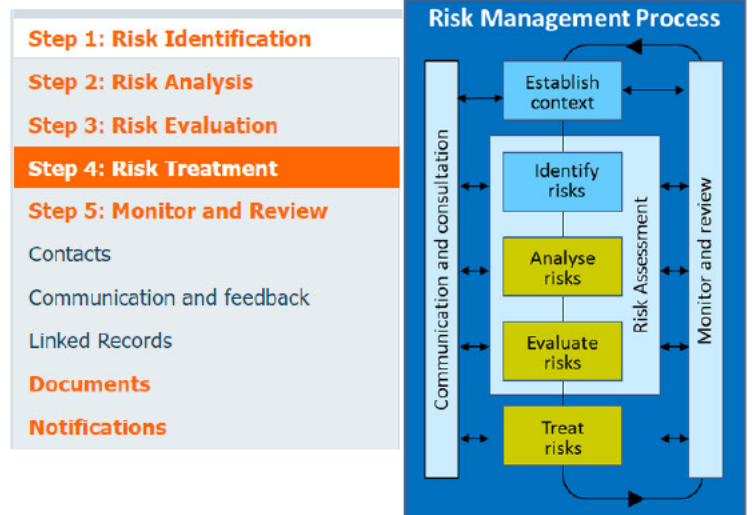 Step 1: Risk Identification
Step 2: Risk Analysis
Step 3: Risk Evaluation
Step 4: Risk Treatment
Step 5: Monitor and Review
Contacts
Communication and feedback
Linked Records
Documents
Notifications
Risk Management Process
Communication and consultation
Establish
context
Identify
risks
Analyse
risks
Evaluate
risks
Risk Assessment
Treat
risks
Monitor and review